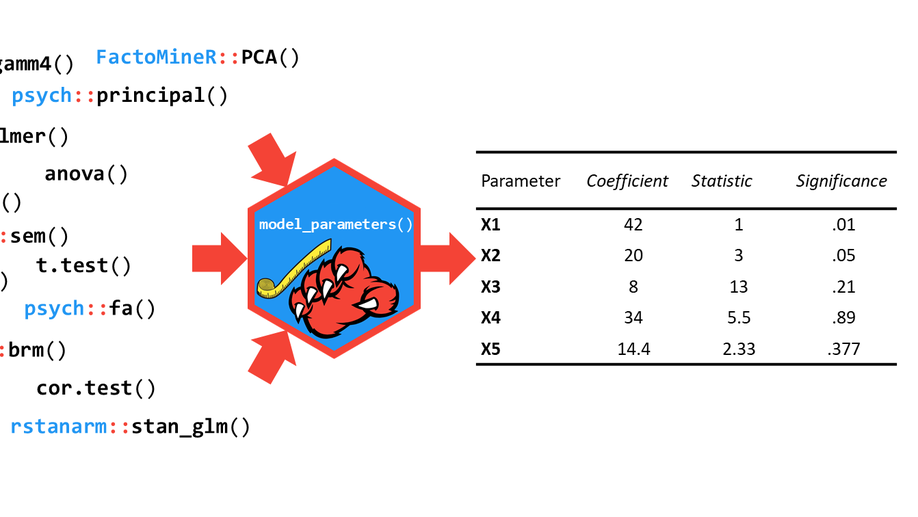 gamm4()
FactoMineR::PCA()
psych::principal()
lmer()
anova()
()
:sem()
t.test()
)
psych::fa()
:brm()
cor.test()
rstanarm::stan_glm()
model_parameters()
Parameter Coefficient Statistic Significance
X1 42 1 .01
X2 20 3 .05
X3 8 13 .21
X4 34 5.5 .89
X5 14.4 2.33 .377